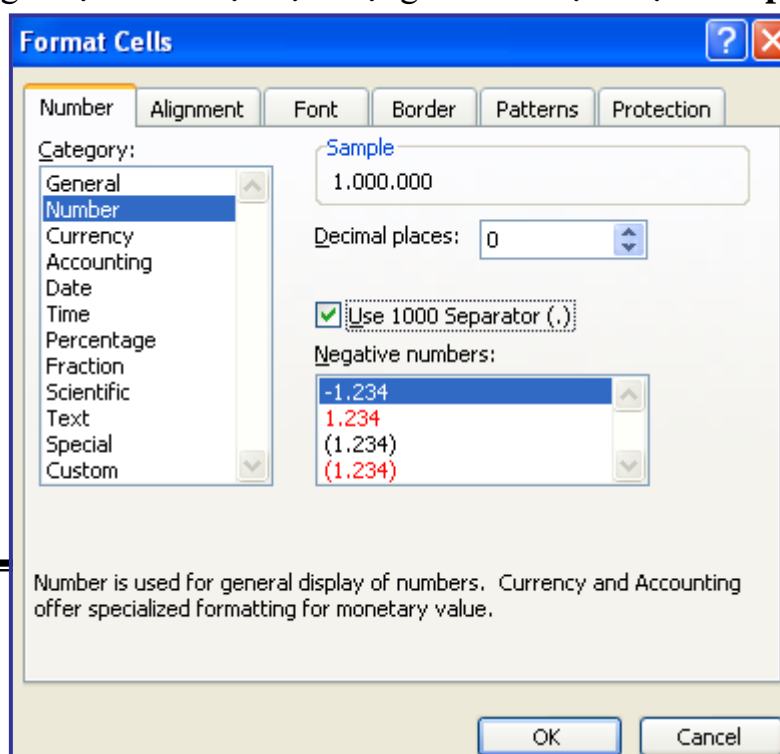 Format Cells
Number Alignment Font Border Patterns Protection
Category:
General
Number
Currency
Accounting
Date
Time
Percentage
Fraction
Scientific
Text
Special
Custom
Sample
1.000.000
Decimal places: 0
Use 1000 Separator (.)
Negative numbers:
-1.234
1.234
(1.234)
(1.234)
Number is used for general display of numbers. Currency and Accounting
offer specialized formatting for monetary value.
OK Cancel